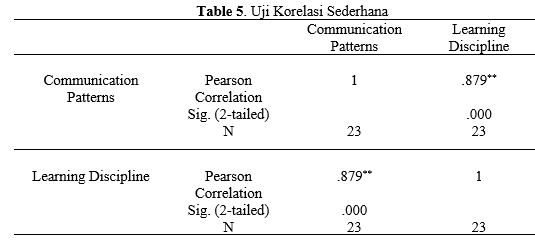 Table 5. Uji Korelasi Sederhana
Communication Patterns Learning Discipline
Communication Patterns Pearson Correlation 1 .879**
Sig. (2-tailed) .000
N 23 23
Learning Discipline Pearson Correlation .879** 1
Sig. (2-tailed) .000
N 23 23